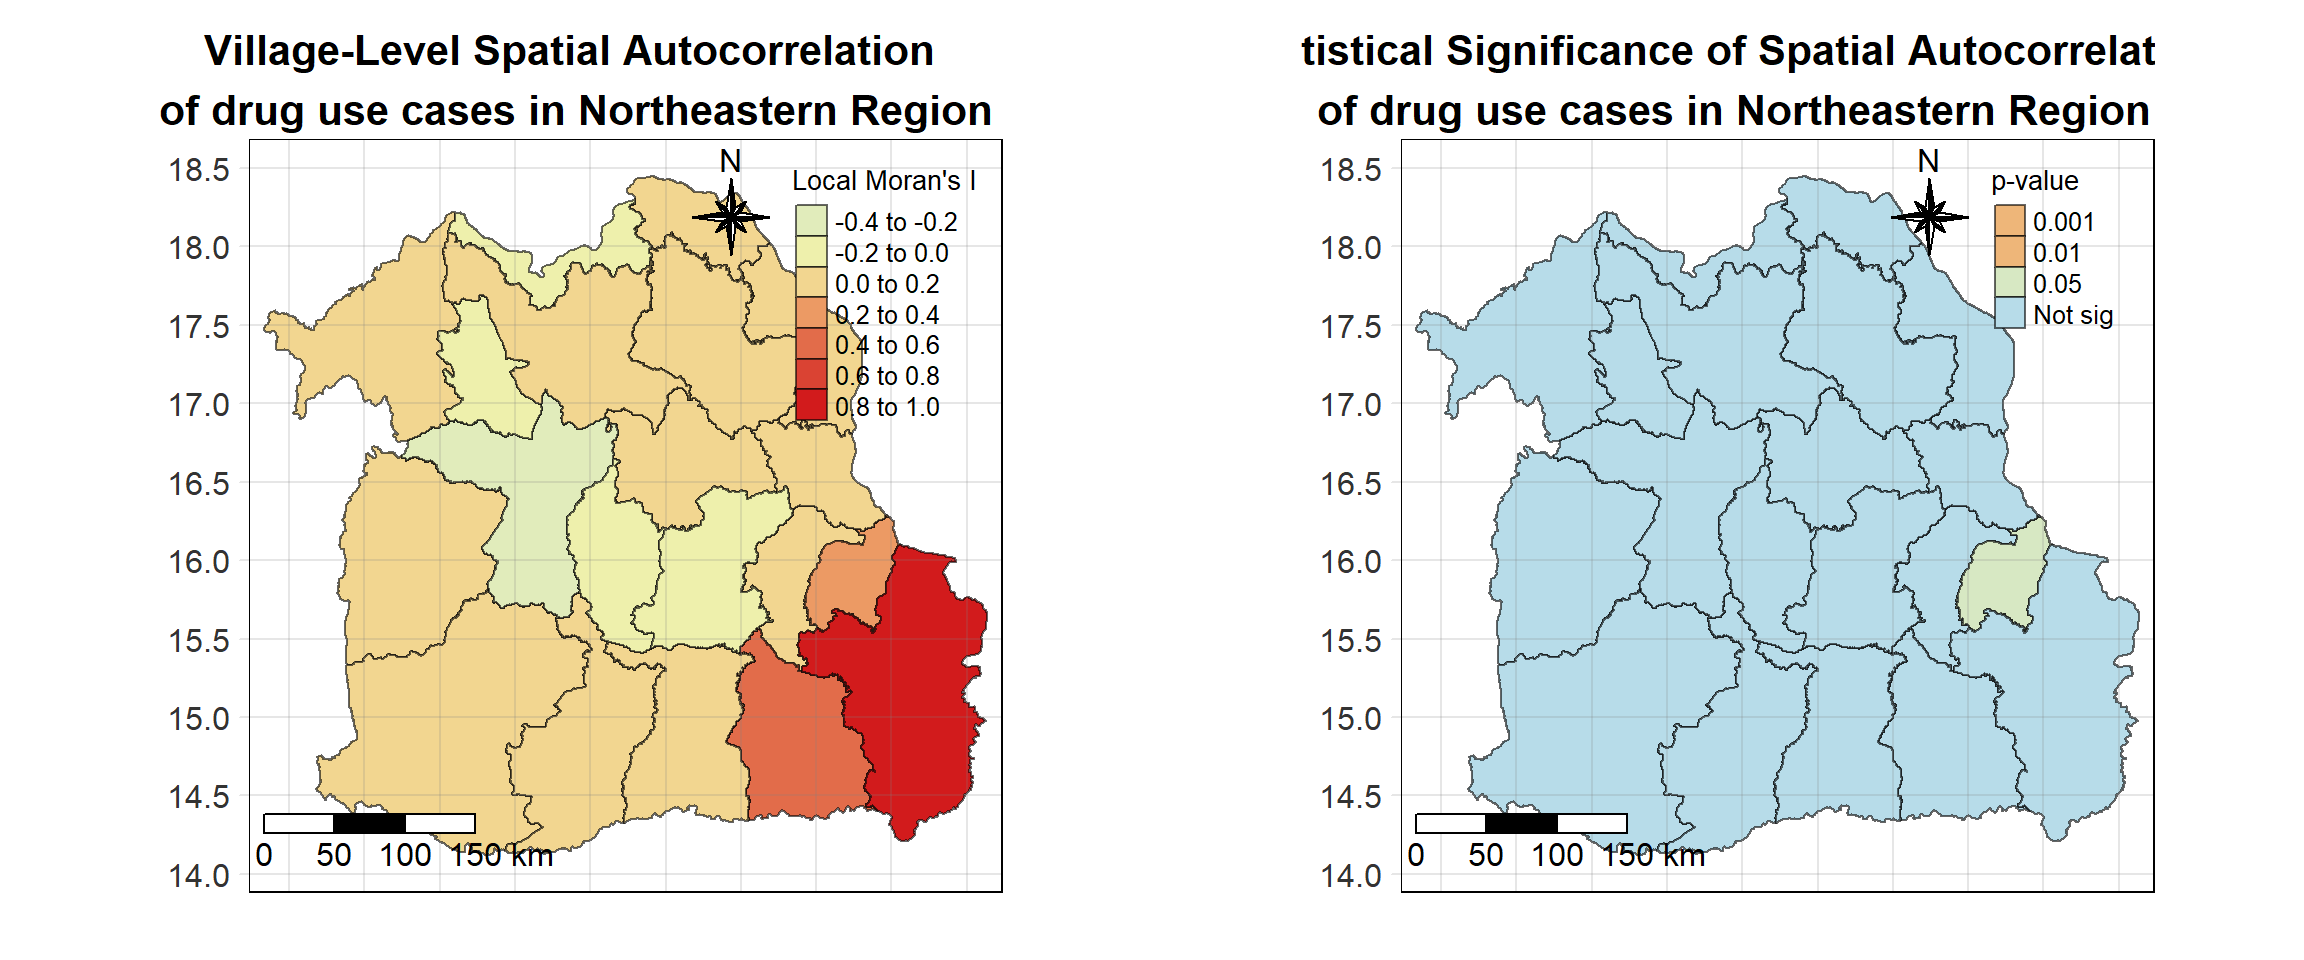 Village-Level Spatial Autocorrelation
of drug use cases in Northeastern Region
N
Local Moran's I
-0.4 to -0.2
-0.2 to 0.0
0.0 to 0.2
0.2 to 0.4
0.4 to 0.6
0.6 to 0.8
0.8 to 1.0
18.5
18.0
17.5
17.0
16.5
16.0
15.5
15.0
14.5
14.0
0 50 100 150 km
tistical Significance of Spatial Autocorrelat
of drug use cases in Northeastern Region
N
p-value
0.001
0.01
0.05
Not sig
18.5
18.0
17.5
17.0
16.5
16.0
15.5
15.0
14.5
14.0
0 50 100 150 km